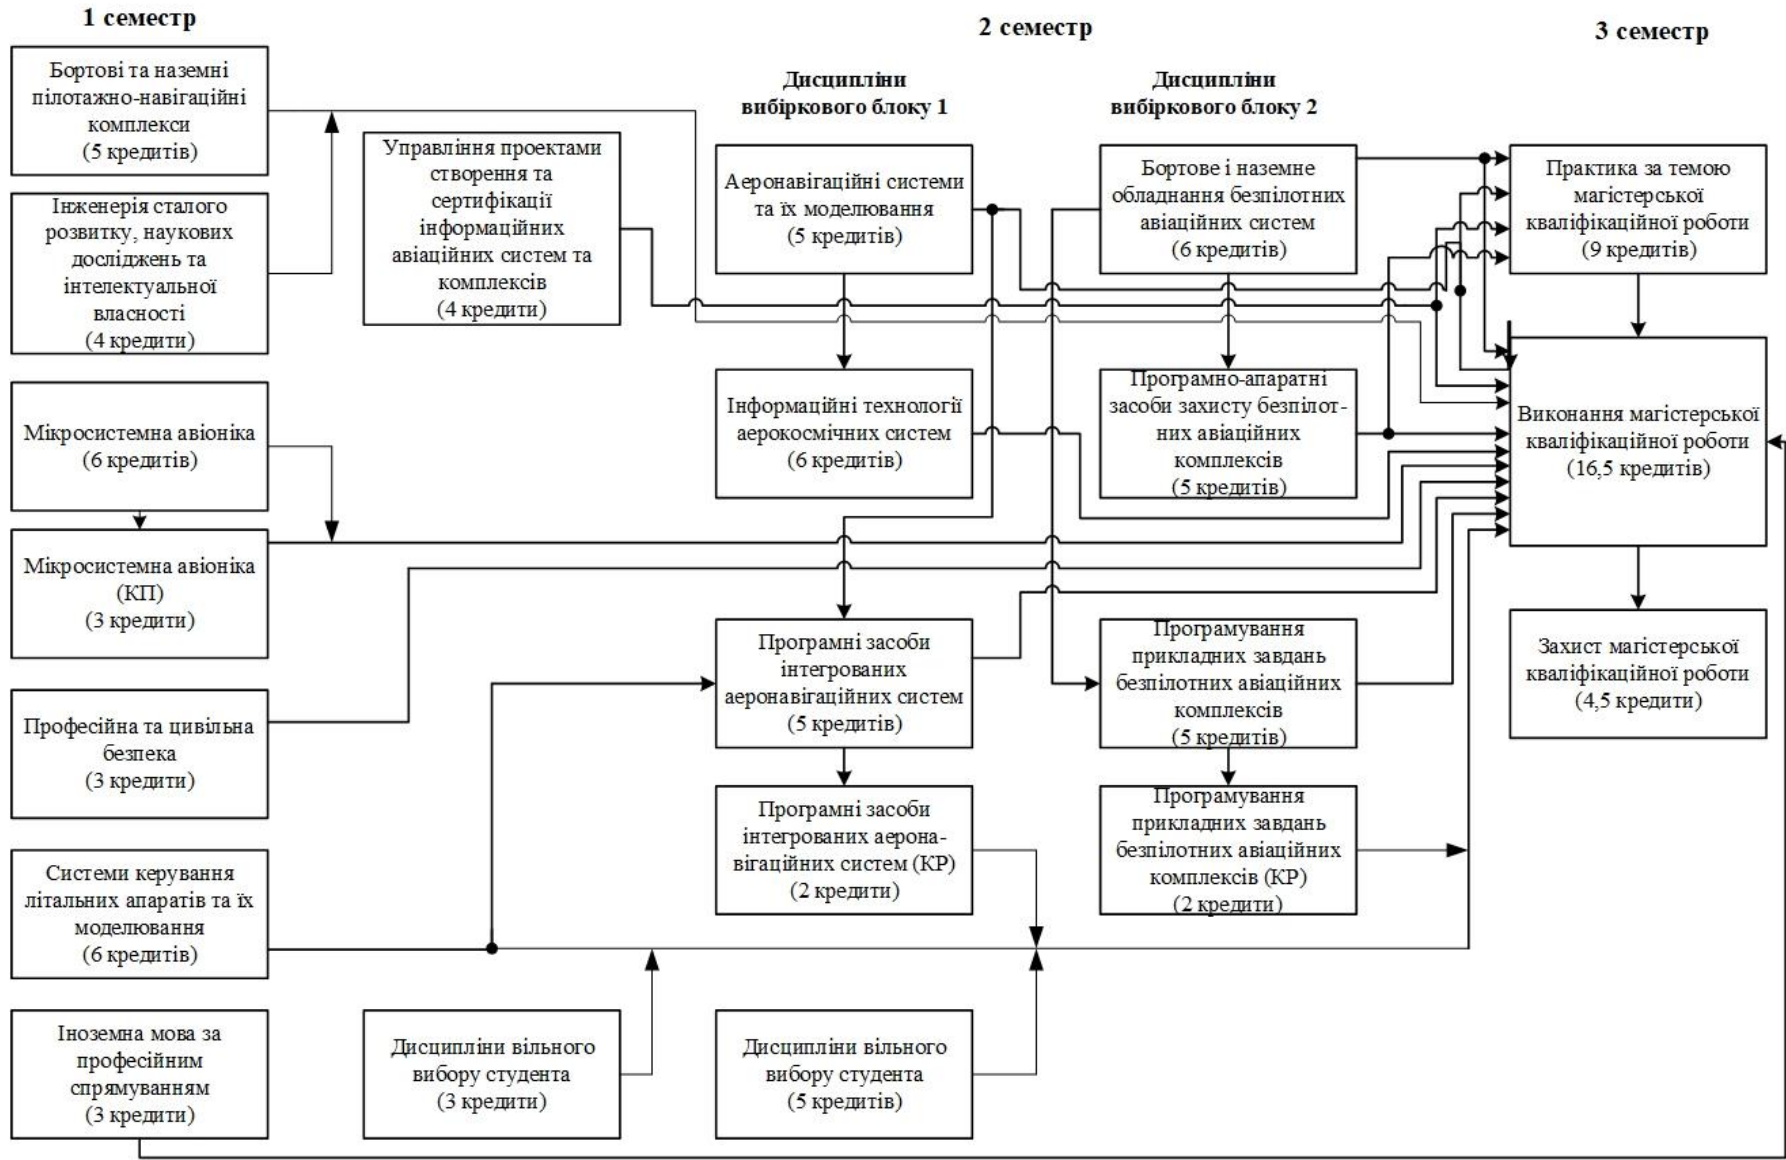 1 семестр
Бортові та наземні
пілотажно-навігаційні
комплекси
(5 кредитів)
Інженерія сталого
розвитку, наукових
досліджень та
інтелектуальної
власності
(4 кредити)
Мікросистемна авіоніка
(6 кредитів)
Мікросистемна авіоніка
(КП)
(3 кредити)
Професійна та цивільна
безпека
(3 кредити)
Системи керування
літальних апаратів та їх
моделювання
(6 кредитів)
Іноземна мова за
професійним
спрямуванням
(3 кредити)
2 семестр
Управління проектами
створення та
сертифікації
інформаційних
авіаційних систем та
комплексів
(4 кредити)
Дисципліни вільного
вибору студента
(3 кредити)
Дисципліни
вибіркового блоку 1
Аеронавігаційні системи
та їх моделювання
(5 кредитів)
Інформаційні технології
аерокосмічних систем
(6 кредитів)
Програмні засоби
інтегрованих
аеронавігаційних систем
(5 кредитів)
Програмні засоби
інтегрованих аерона-
вігаційних систем (КР)
(2 кредити)
Дисципліни вільного
вибору студента
(5 кредитів)
Дисципліни
вибіркового блоку 2
Бортове і наземне
обладнання безпілотних
авіаційних систем
(6 кредитів)
Програмно-апаратні
засоби захисту безпілот-
них авіаційних
комплексів
(5 кредитів)
Програмування
прикладних завдань
безпілотних авіаційних
комплексів
(5 кредитів)
Програмування
прикладних завдань
безпілотних авіаційних
комплексів (КР)
(2 кредити)
3 семестр
Практика за темою
магістерської
кваліфікаційної роботи
(9 кредитів)
Виконання магістерської
кваліфікаційної роботи
(16,5 кредитів)
Захист магістерської
кваліфікаційної роботи
(4,5 кредити)